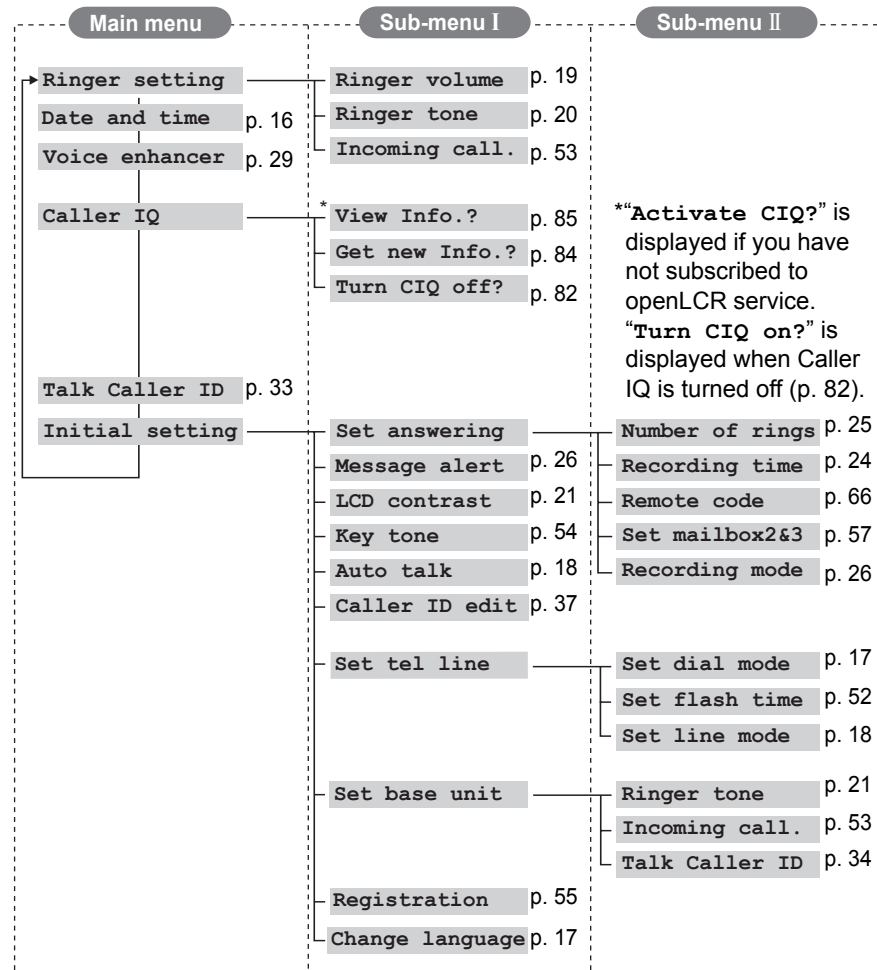 Main menu Sub-menu I Sub-menu II
Ringer setting Ringer volume p. 19
Date and time p. 16 Ringer tone p. 20
Voice enhancer p. 29 Incoming call. p. 53
Caller IQ * View Info.? p. 85
Get new Info.? p. 84
Turn CIQ off? p. 82
*“Activate CIQ?” is
displayed if you have
not subscribed to
openLCR service.
“Turn CIQ on?” is
displayed when Caller
IQ is turned off (p. 82).
Talk Caller ID p. 33
Initial setting Set answering Number of rings p. 25
Message alert p. 26 Recording time p. 24
LCD contrast p. 21 Remote code p. 66
Key tone p. 54 Set mailbox2&3 p. 57
Auto talk p. 18 Recording mode p. 26
Caller ID edit p. 37
Set tel line Set dial mode p. 17
Set flash time p. 52
Set line mode p. 18
Set base unit Ringer tone p. 21
Incoming call. p. 53
Talk Caller ID p. 34
Registration p. 55
Change language p. 17